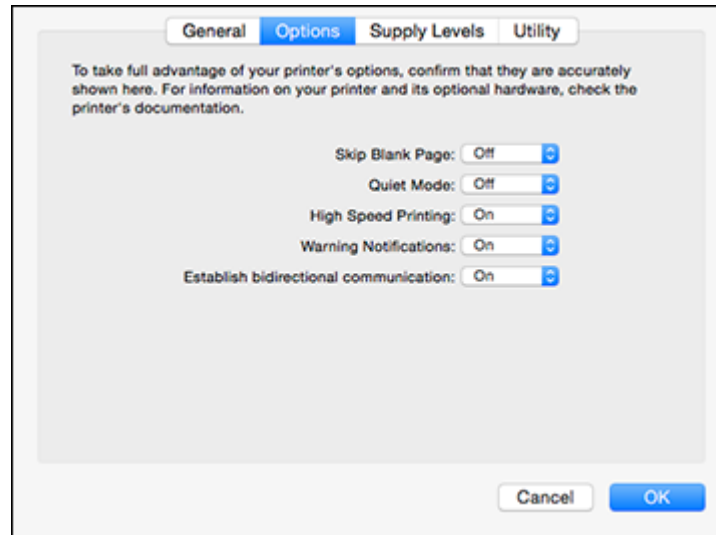 General Options Supply Levels Utility
To take full advantage of your printer's options, confirm that they are accurately
shown here. For information on your printer and its optional hardware, check the
printer's documentation.
Skip Blank Page: Off
Quiet Mode: Off
High Speed Printing: On
Warning Notifications: On
Establish bidirectional communication: On
Cancel OK